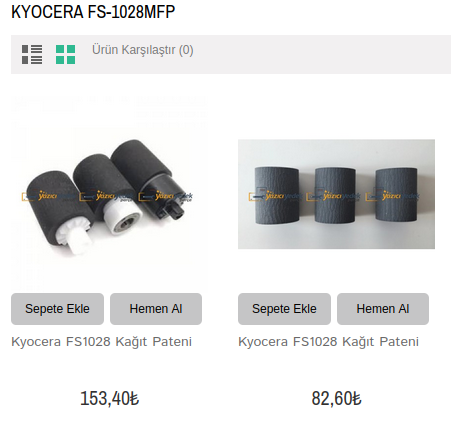 KYOCERA FS-1028MFP
Ürün Karşılaştır (0)
Sepete Ekle
Hemen Al
Sepete Ekle
Hemen Al
Kyocera FS1028 Kağıt Pateni
Kyocera FS1028 Kağıt Pateni
153,40₺
82,60₺